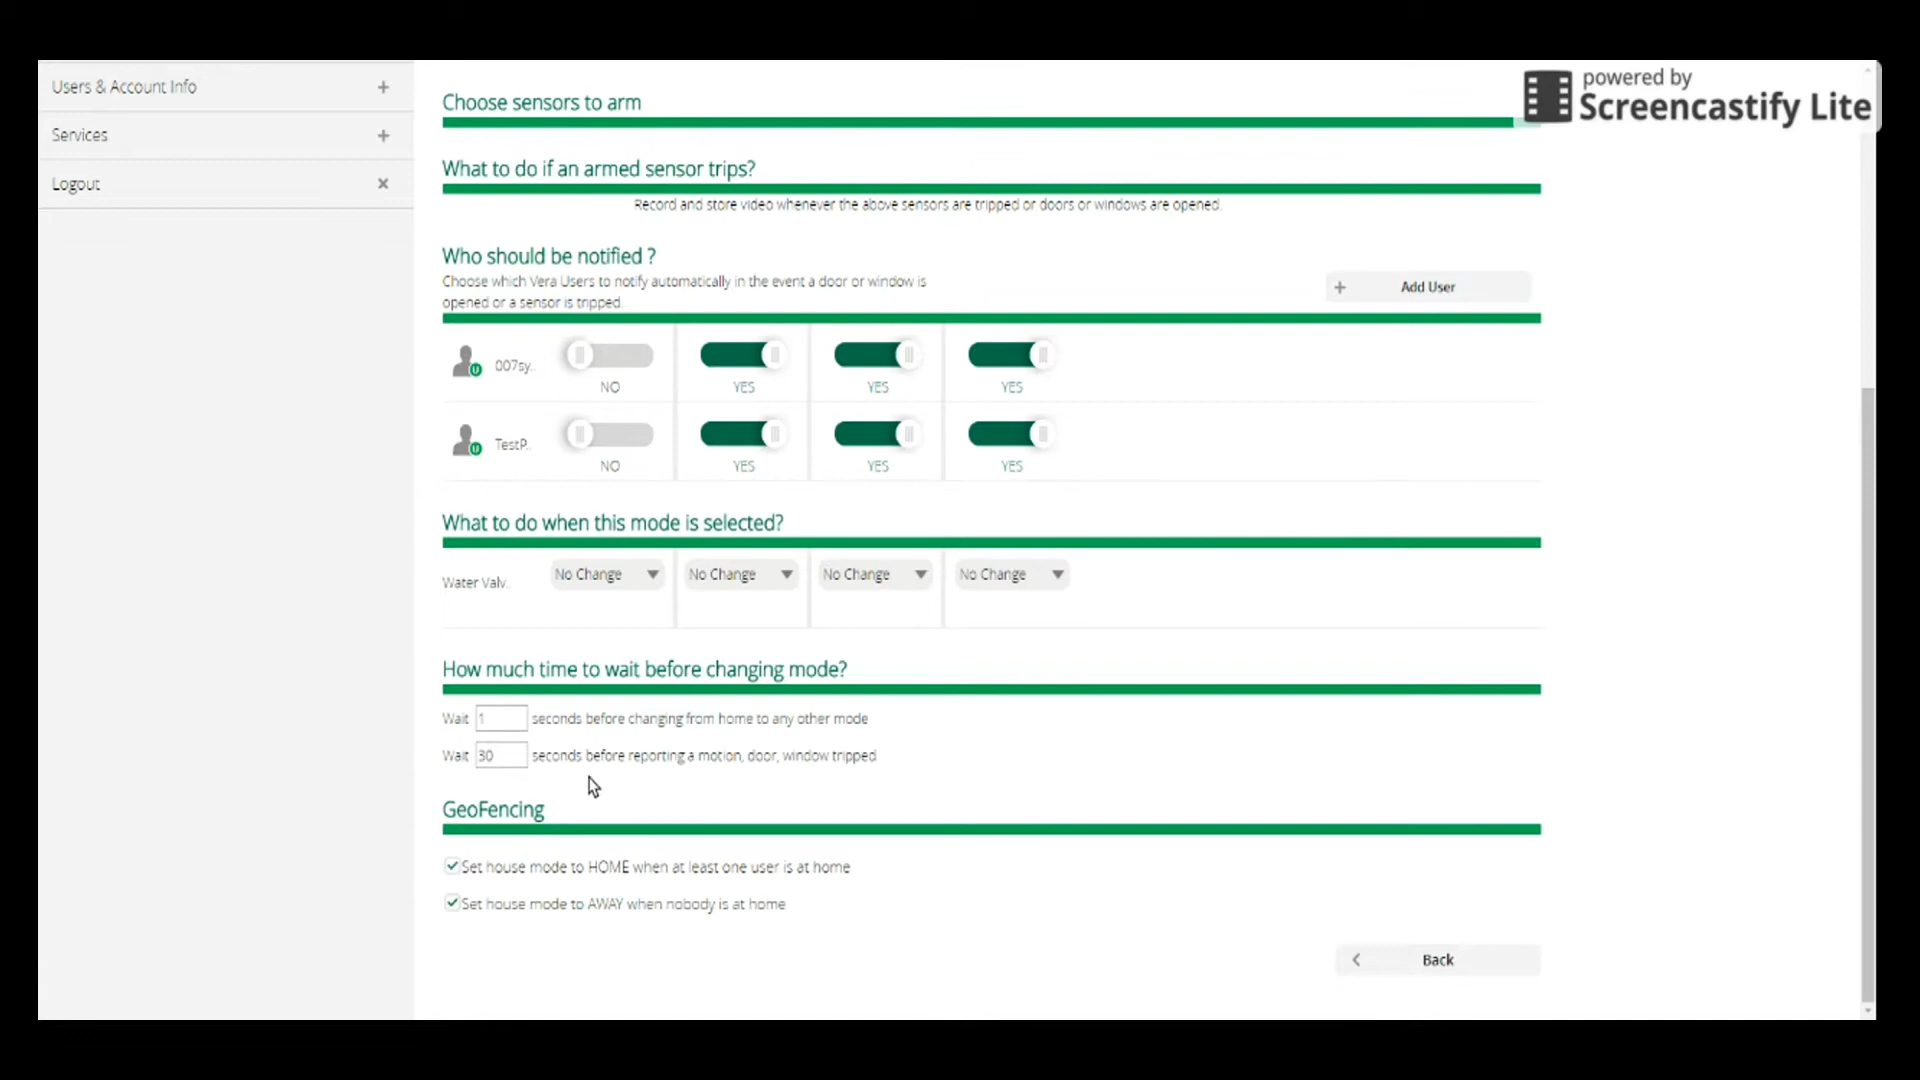 Users & Account Info
Services
Logout
powered by
Screencastify Lite
Choose sensors to arm
What to do if an armed sensor trips?
Record and store video whenever the above sensors are tripped or doors or windows are opened.
Who should be notified ?
Choose which Vera Users to notify automatically in the event a door or window is
opened or a sensor is tripped.
Add User
007sy..
NO YES YES YES
TestP..
NO YES YES YES
What to do when this mode is selected?
Water Valv.. No Change No Change No Change No Change
How much time to wait before changing mode?
Wait 1 seconds before changing from home to any other mode
Wait 30 seconds before reporting a motion, door, window tripped
GeoFencing
Set house mode to HOME when at least one user is at home
Set house mode to AWAY when nobody is at home
Back